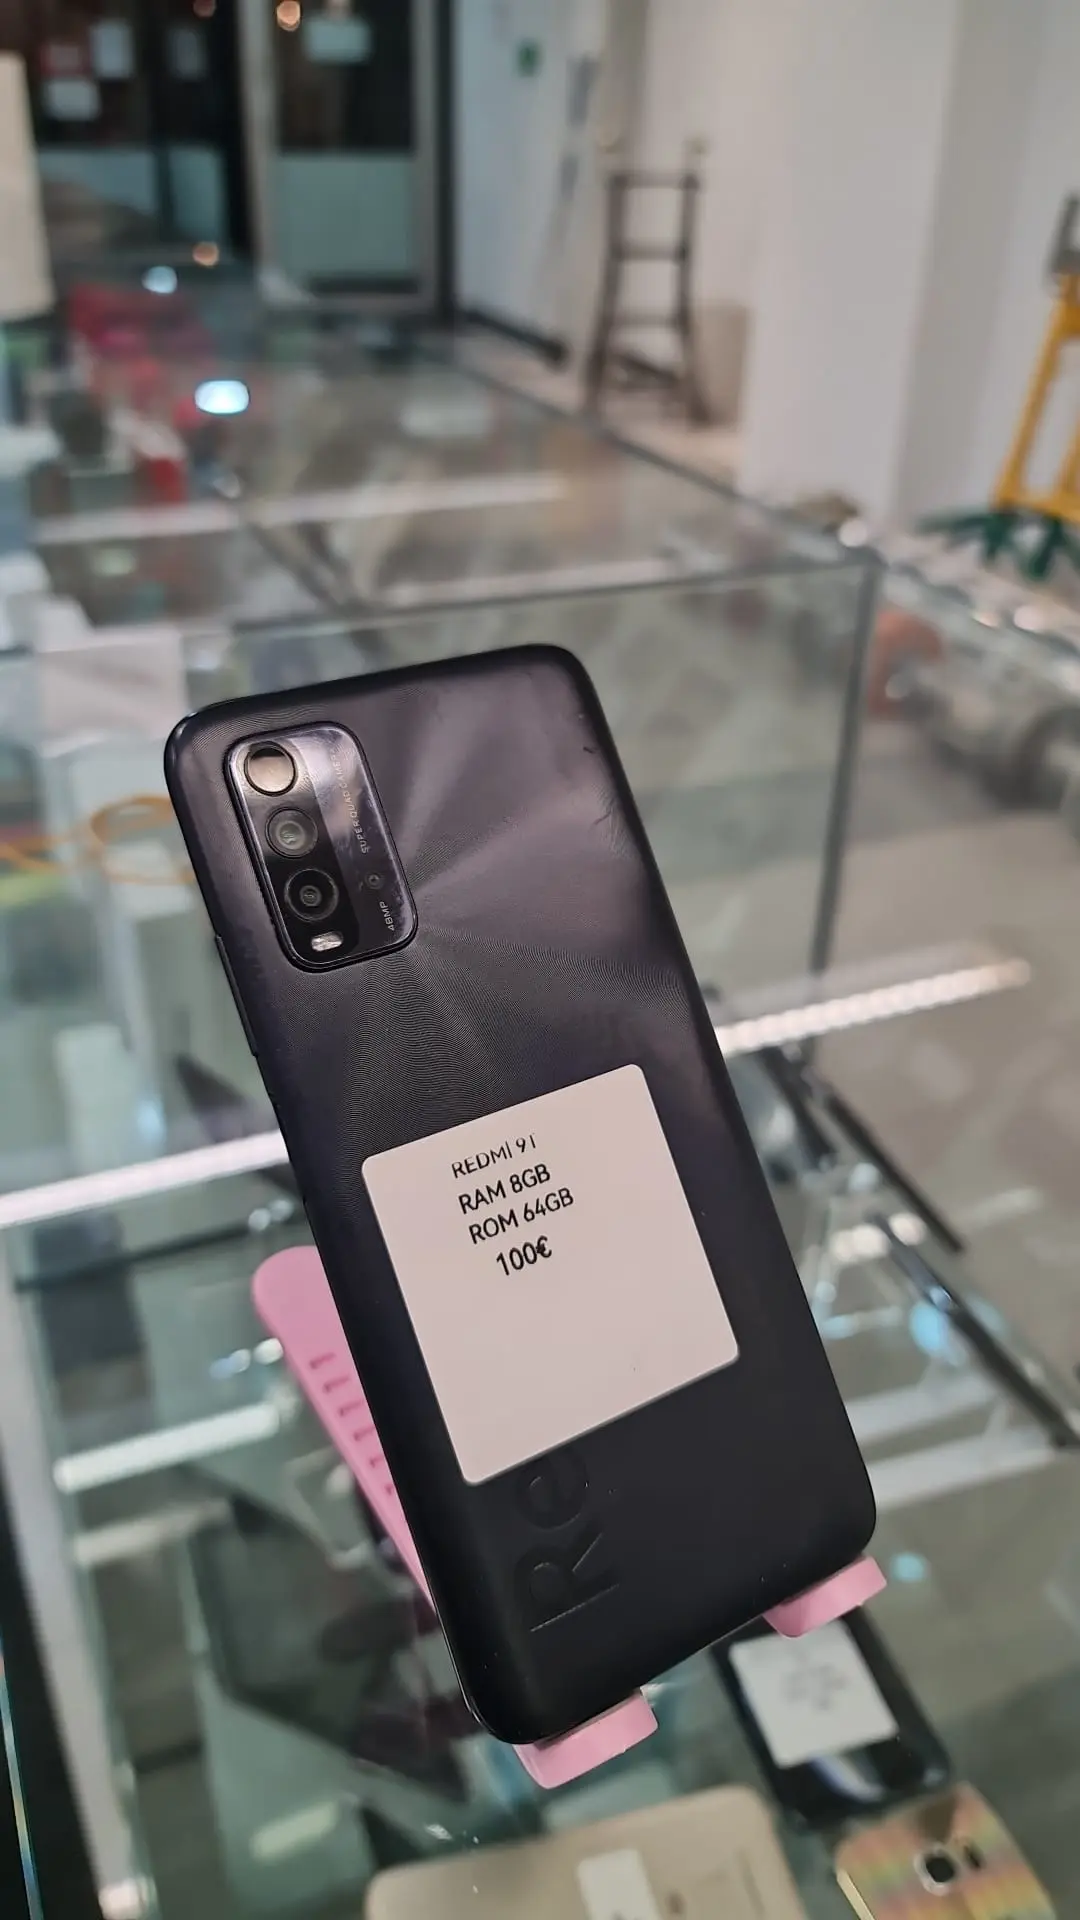 SUPER QUAD CAMERA
48MP
REDMI 9T
RAM 8GB
ROM 64GB
100€
Re